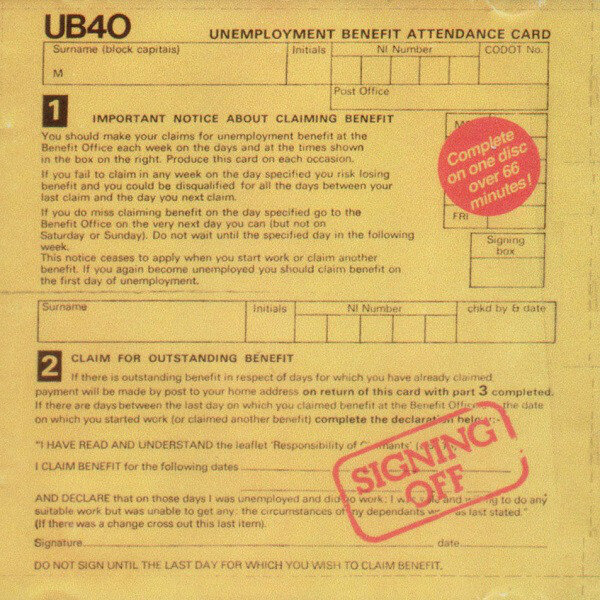 UB40
UNEMPLOYMENT BENEFIT ATTENDANCE CARD
Surname (block capitals) Initials NI Number CODOT No.
M
Post Office
1 IMPORTANT NOTICE ABOUT CLAIMING BENEFIT
You should make your claims for unemployment benefit at the
Benefit Office each week on the days and at the times shown
in the box on the right. Produce this card on each occasion.
If you fail to claim in any week on the day specified you risk losing
benefit and you could be disqualified for all the days between your
last claim and the day you next claim.
If you do miss claiming benefit on the day specified go to the
Benefit Office on the very next day you can (but not on
Saturday or Sunday). Do not wait until the specified day in the following
week.
This notice ceases to apply when you start work or claim another
benefit. If you again become unemployed you should claim benefit on
the first day of unemployment.
M
Complete
on one disc
over 66
minutes!
FRI
Signing
box
Surname Initials NI Number chkd by & date
2 CLAIM FOR OUTSTANDING BENEFIT
If there is outstanding benefit in respect of days for which you have already claimed,
payment will be made by post to your home address on return of this card with part 3 completed.
If there are days between the last day on which you claimed benefit at the Benefit Office the date
on which you started work (or claimed another benefit) complete the declaration below:-
"I HAVE READ AND UNDERSTAND the leaflet 'Responsibility of
I CLAIM BENEFIT for the following dates
AND DECLARE that on those days I was unemployed and did no work; I was and to do any
suitable work but was unable to get any; the circumstances of my dependants as last stated."
(If there was a change cross out this last item).
Signature date
DO NOT SIGN UNTIL THE LAST DAY FOR WHICH YOU WISH TO CLAIM BENEFIT.
SIGNING
OFF